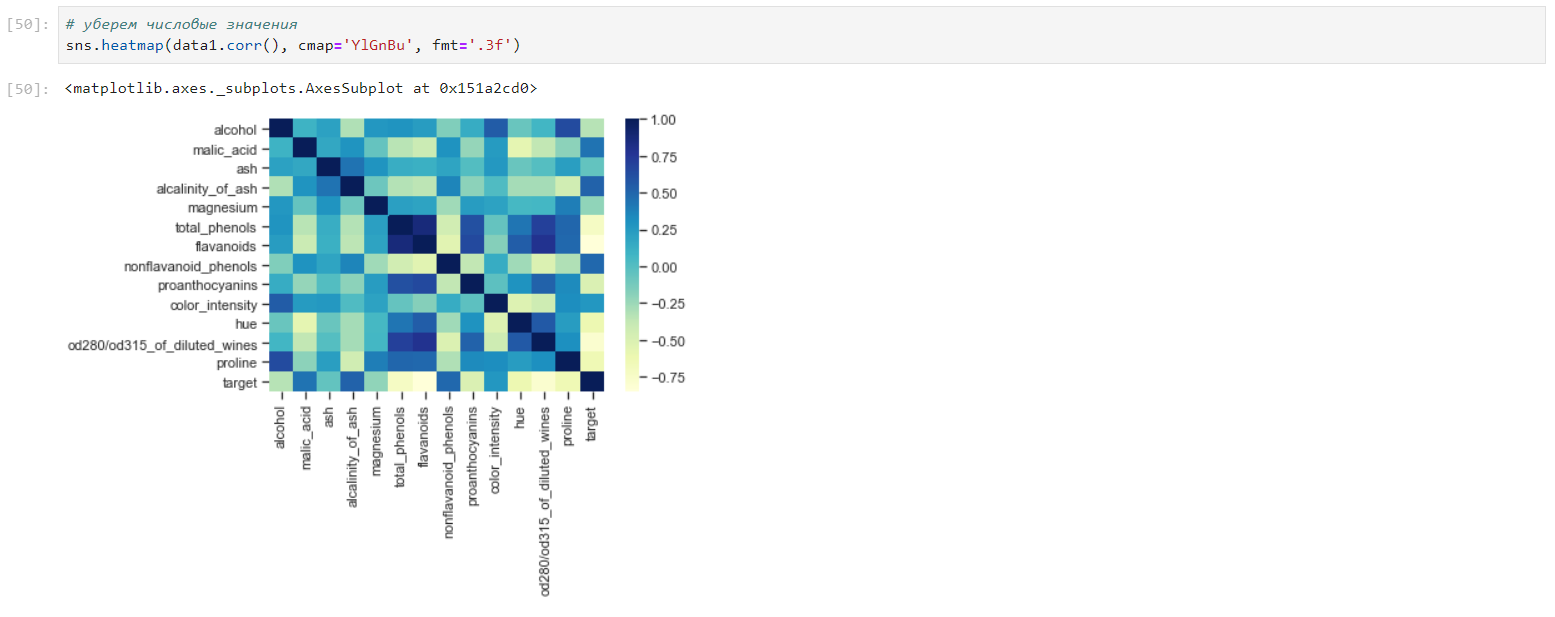 [50]: # уберем числовые значения
sns.heatmap(data1.corr(), cmap='YlGnBu', fmt='.3f')
[50]: <matplotlib.axes._subplots.AxesSubplot at 0x151a2cd0>
alcohol
malic_acid
ash
alcalinity_of_ash
magnesium
total_phenols
flavanoids
nonflavanoid_phenols
proanthocyanins
color_intensity
hue
od280/od315_of_diluted_wines
proline
target
alcohol
malic_acid
ash
alcalinity_of_ash
magnesium
total_phenols
flavanoids
nonflavanoid_phenols
proanthocyanins
color_intensity
hue
od280/od315_of_diluted_wines
proline
target
1.00
0.75
0.50
0.25
0.00
−0.25
−0.50
−0.75